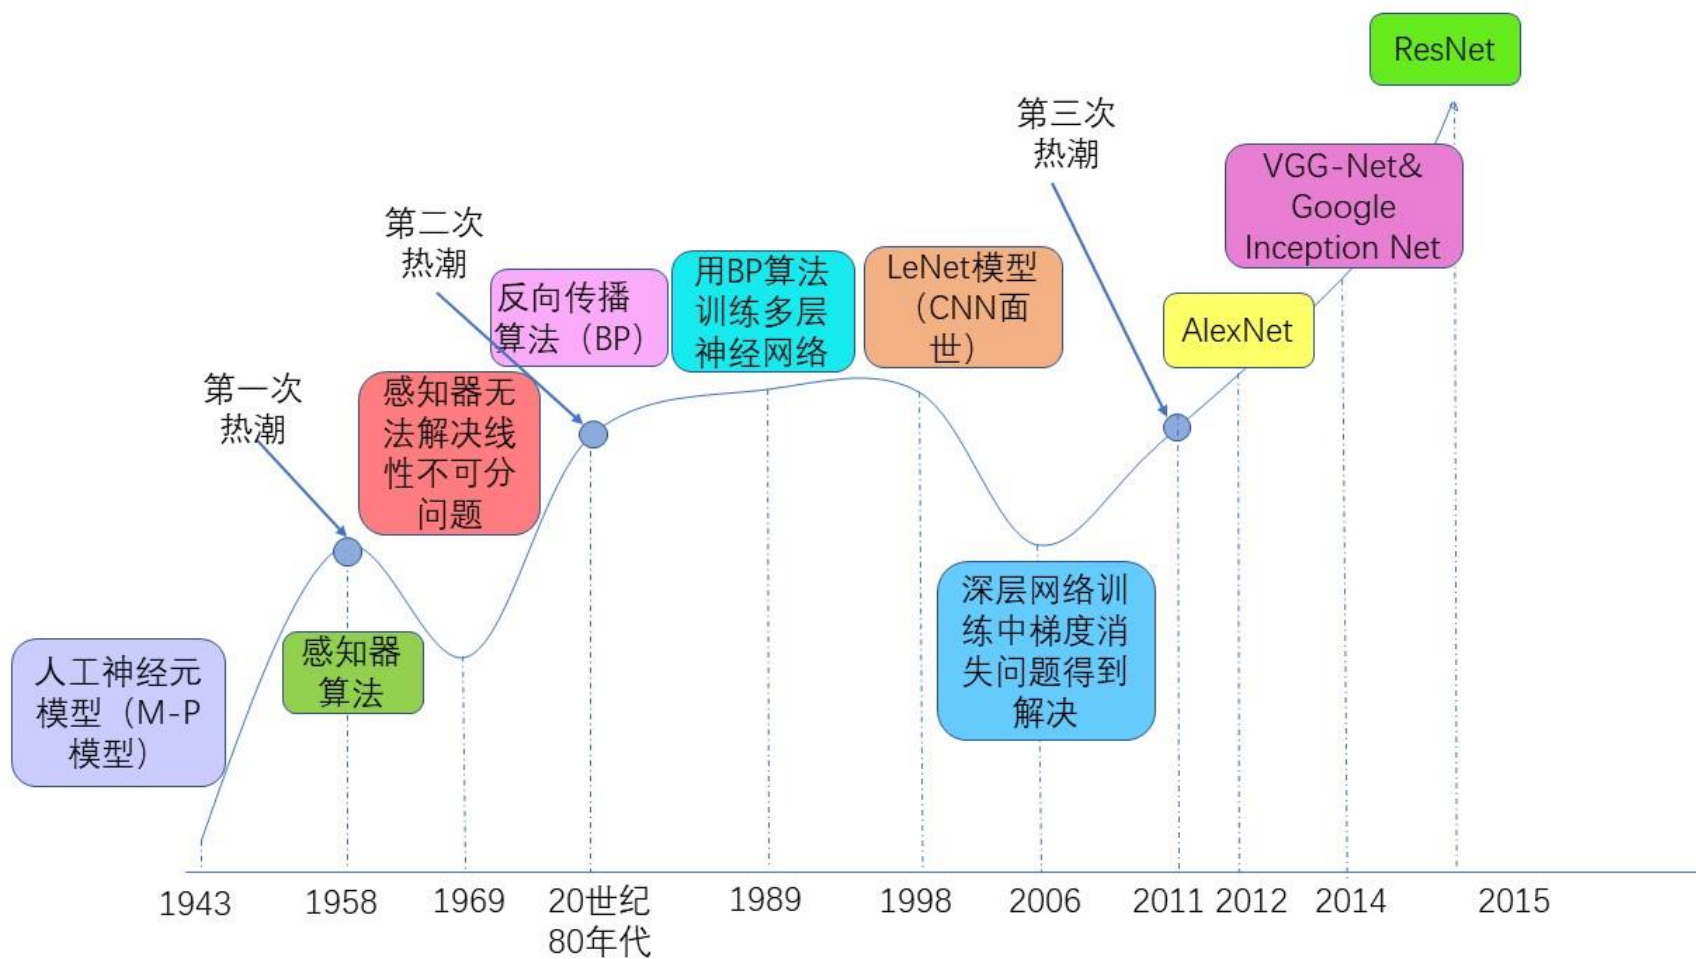 ResNet
第三次
热潮
VGG-Net&
Google
Inception Net
第二次
热潮
反向传播
算法（BP）
用BP算法
训练多层
神经网络
LeNet模型
（CNN面
世）
AlexNet
第一次
热潮
感知器无
法解决线
性不可分
问题
人工神经元
模型（M-P
模型）
感知器
算法
深层网络训
练中梯度消
失问题得到
解决
1943
1958
1969
20世纪
80年代
1989
1998
2006
2011
2012
2014
2015